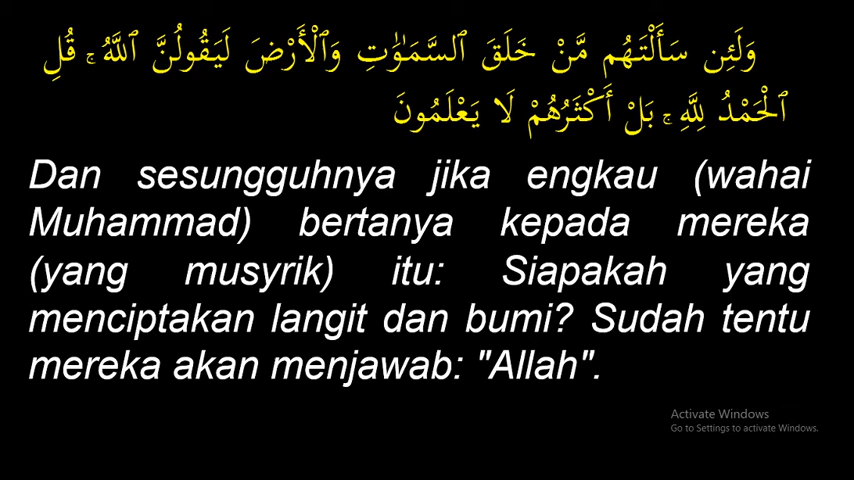 وَلَئِن سَأَلْتَهُم مَّنْ خَلَقَ ٱلسَّمَـٰوَٰتِ وَٱلْأَرْضَ لَيَقُولُنَّ ٱللَّهُ ۚ قُلِ
ٱلْحَمْدُ لِلَّهِ ۚ بَلْ أَكْثَرُهُمْ لَا يَعْلَمُونَ
Dan sesungguhnya jika engkau (wahai
Muhammad) bertanya kepada mereka
(yang musyrik) itu: Siapakah yang
menciptakan langit dan bumi? Sudah tentu
mereka akan menjawab: "Allah".
Activate Windows
Go to Settings to activate Windows.